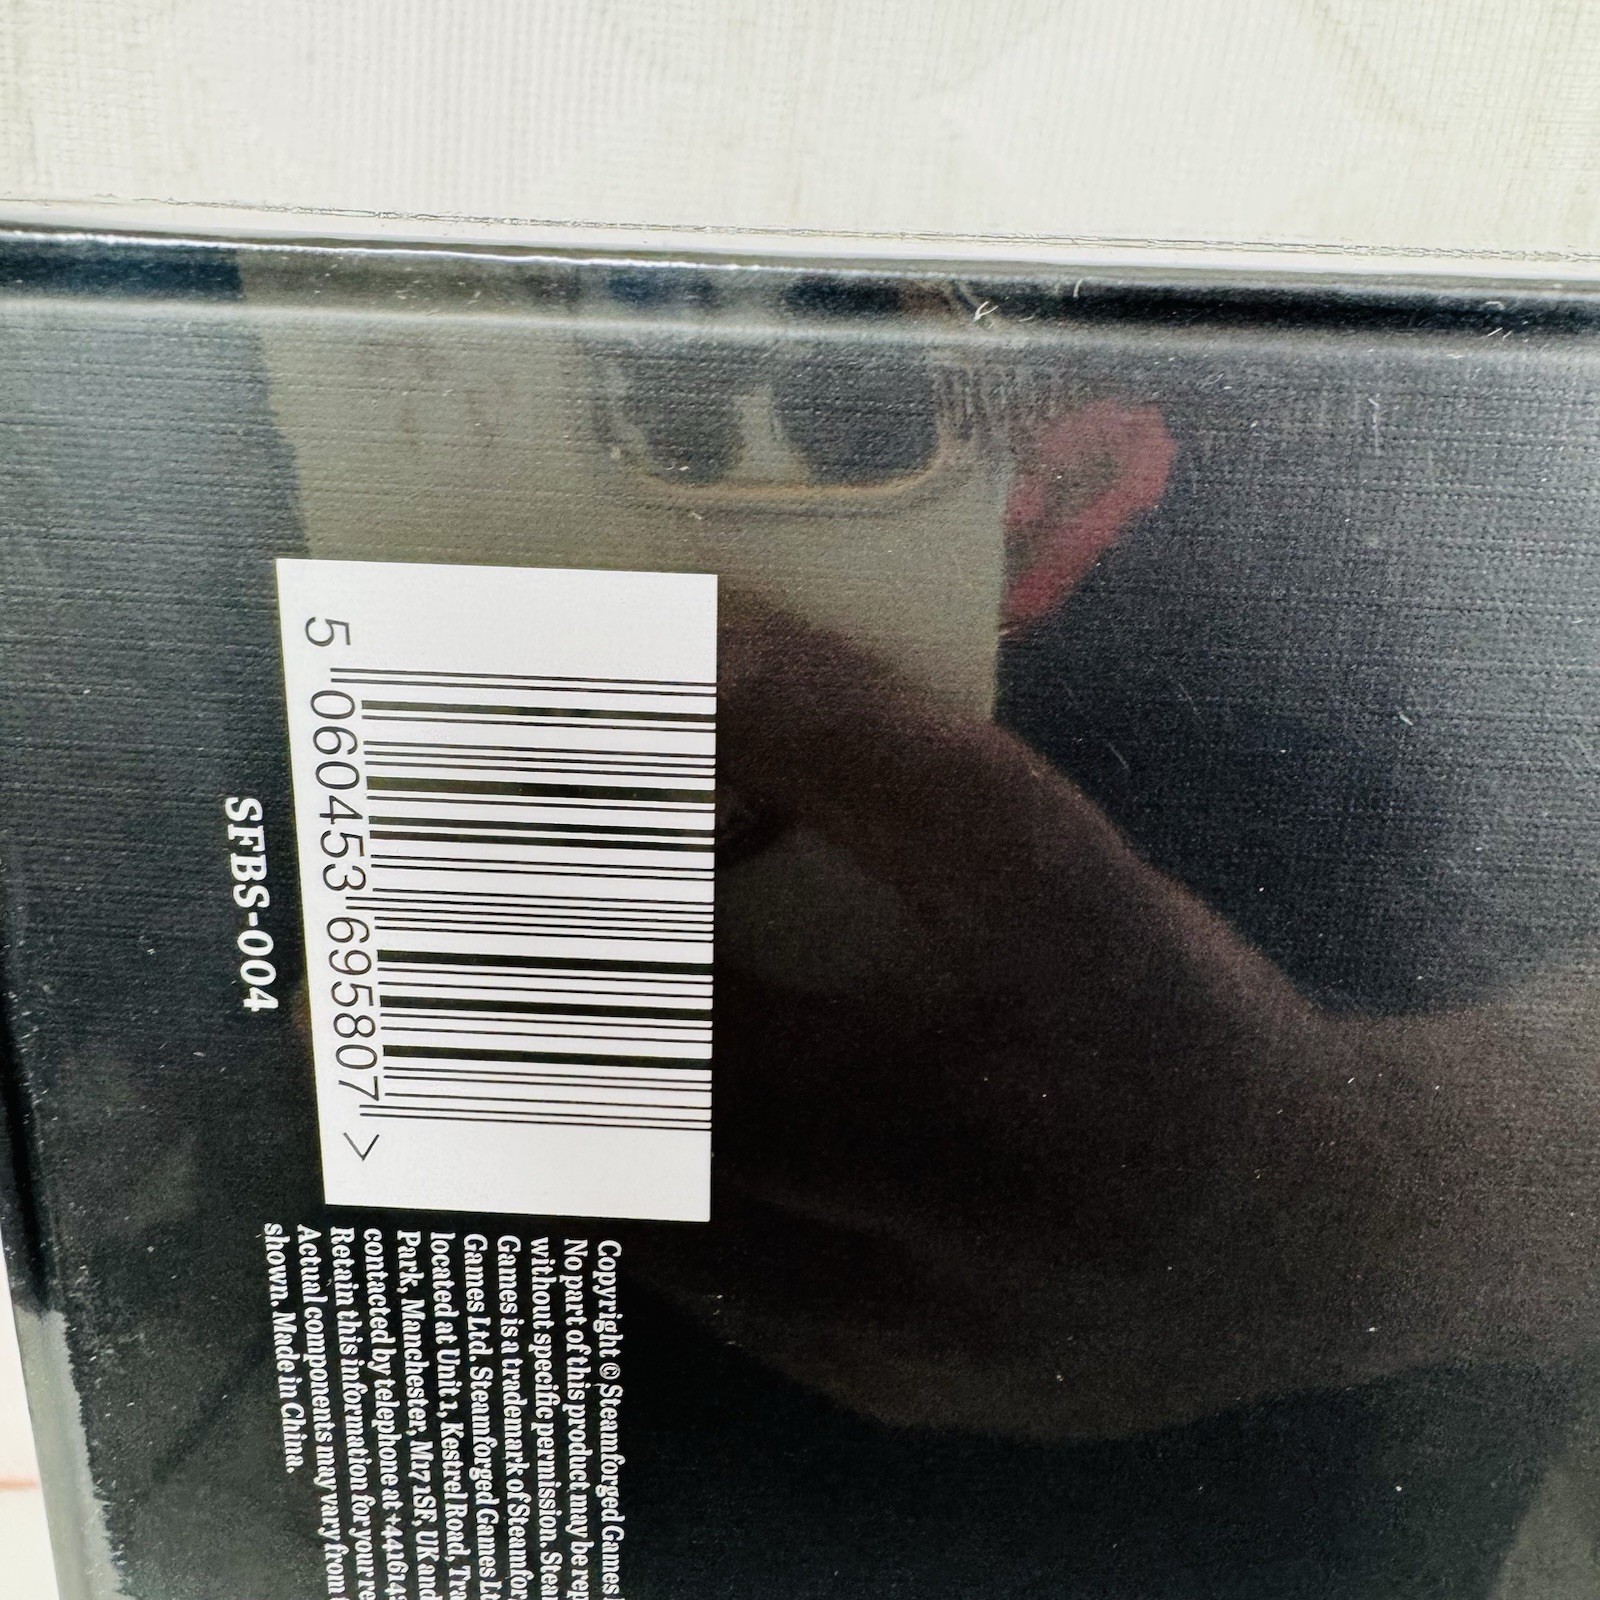 5 060453 695807 >
SFBS-004
Copyright © Steamforged Games
No part of this product may be rep
without specific permission. Stea
Games is a trademark of Steamfor
Games Ltd. Steamforged Games Lt
located at Unit 1, Kestrel Road, Tra
Park, Manchester, M17 1SF, UK and
contacted by telephone at +441614
Retain this information for your re
Actual components may vary from
shown. Made in China.